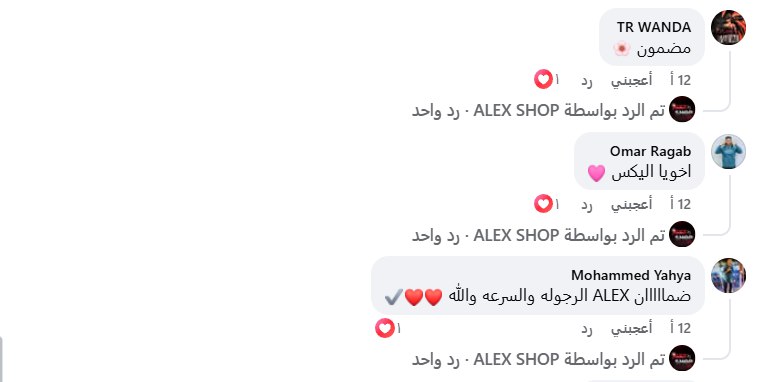 TR WANDA
مضمون 🌸
12 أ أعجبني رد ١
تم الرد بواسطة ALEX SHOP · رد واحد
Omar Ragab
اخويا اليكس 🩷
12 أ أعجبني رد ١
تم الرد بواسطة ALEX SHOP · رد واحد
Mohammed Yahya
ضماااااان ALEX الرجوله والسرعه والله ♥️♥️✔️
12 أ أعجبني رد ١
تم الرد بواسطة ALEX SHOP · رد واحد